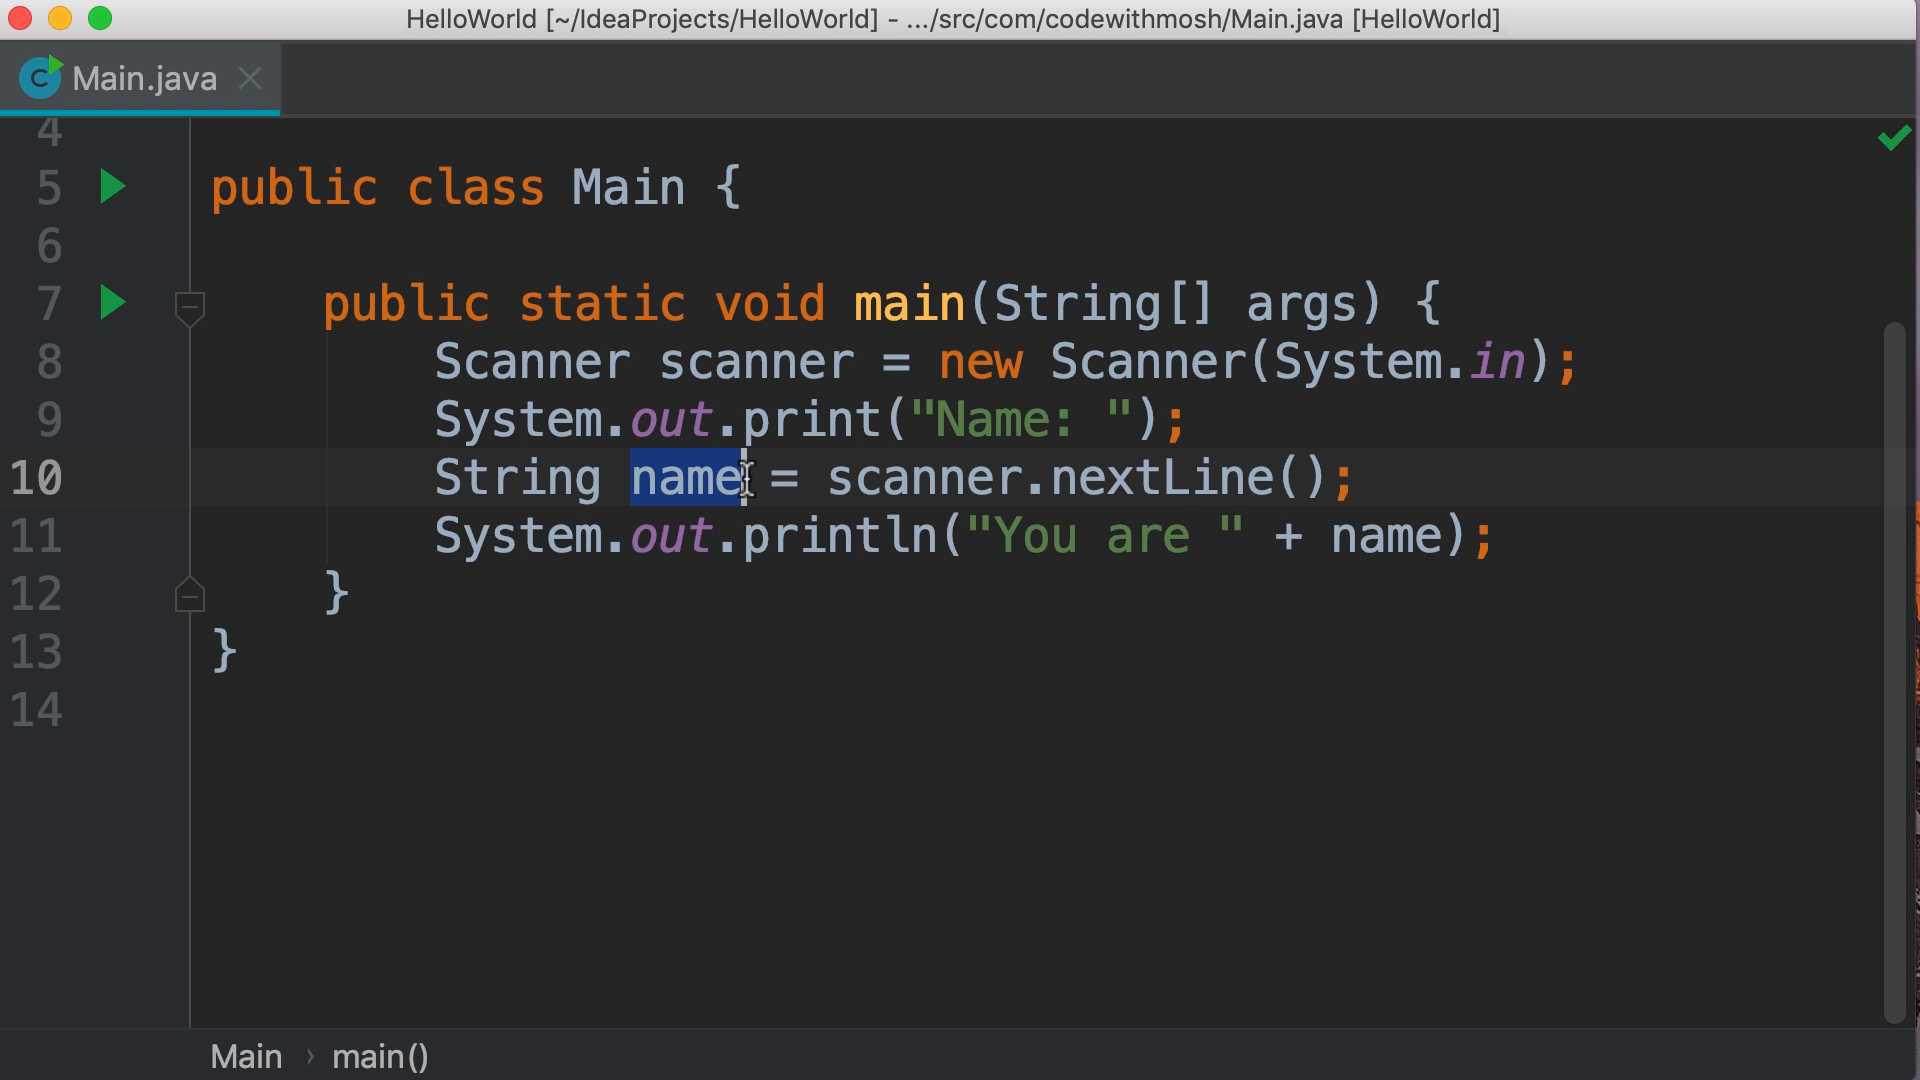 HelloWorld [~/IdeaProjects/HelloWorld] - .../src/com/codewithmosh/Main.java [HelloWorld]
C Main.java
4
5 public class Main {
6
7 public static void main(String[] args) {
8 Scanner scanner = new Scanner(System.in);
9 System.out.print("Name: ");
10 String name = scanner.nextLine();
11 System.out.println("You are " + name);
12 }
13 }
14
Main › main()